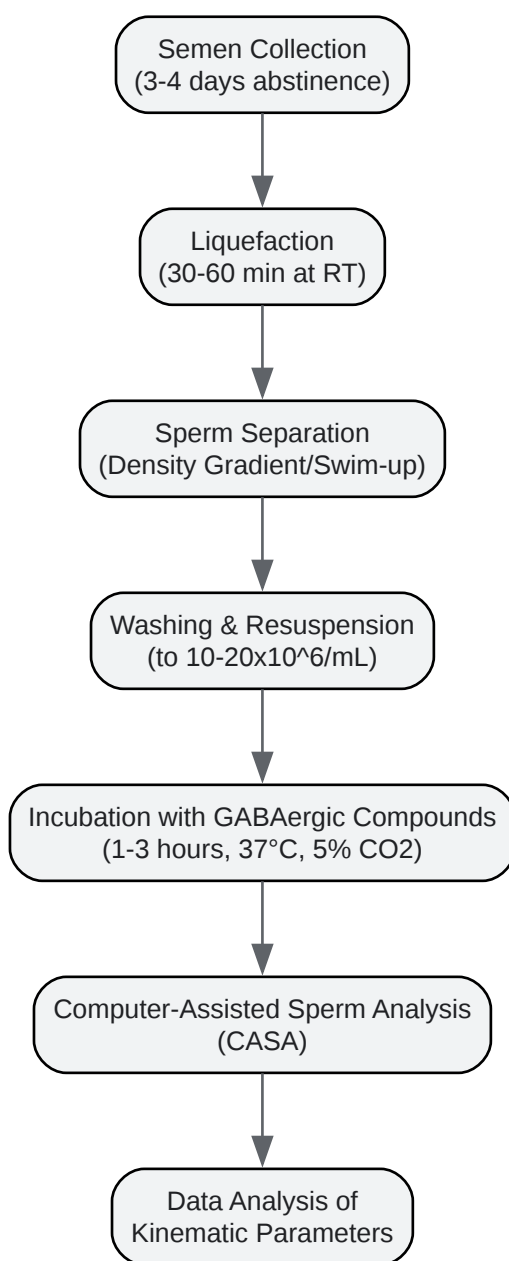 Semen Collection
(3-4 days abstinence)
Liquefaction
(30-60 min at RT)
Sperm Separation
(Density Gradient/Swim-up)
Washing & Resuspension
(to 10-20x10^6/mL)
Incubation with GABAergic Compounds
(1-3 hours, 37°C, 5% CO2)
Computer-Assisted Sperm Analysis
(CASA)
Data Analysis of
Kinematic Parameters